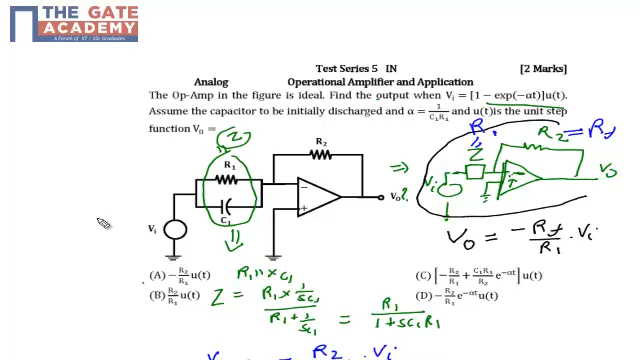 THE GATE
ACADEMY
A Forum of IIT / IISc Graduates
Test Series 5 IN [2 Marks]
Analog Operational Amplifier and Application
The Op-Amp in the figure is ideal. Find the output when Vi = [1 − exp(−αt)]u(t).
Assume the capacitor to be initially discharged and α = 1/C1R1 and u(t)is the unit step
function V0 =
Z
R1
C1
R2
Vi
V0 ?
⇒
R1
Z
R2 = Rf
Vi
V0
V0 = −Rf/R1 . Vi
(A) − R2/R1 u(t)
(B) R2/R1 u(t)
(C) [− R2/R1 + C1R1/R2 e−αt] u(t)
(D) − R2/R1 e−αt u(t)
R1 || × C1
Z = R1 × 1/SC1 / R1 + 1/SC1 = R1 / 1 + SC1R1
R2 . Vi